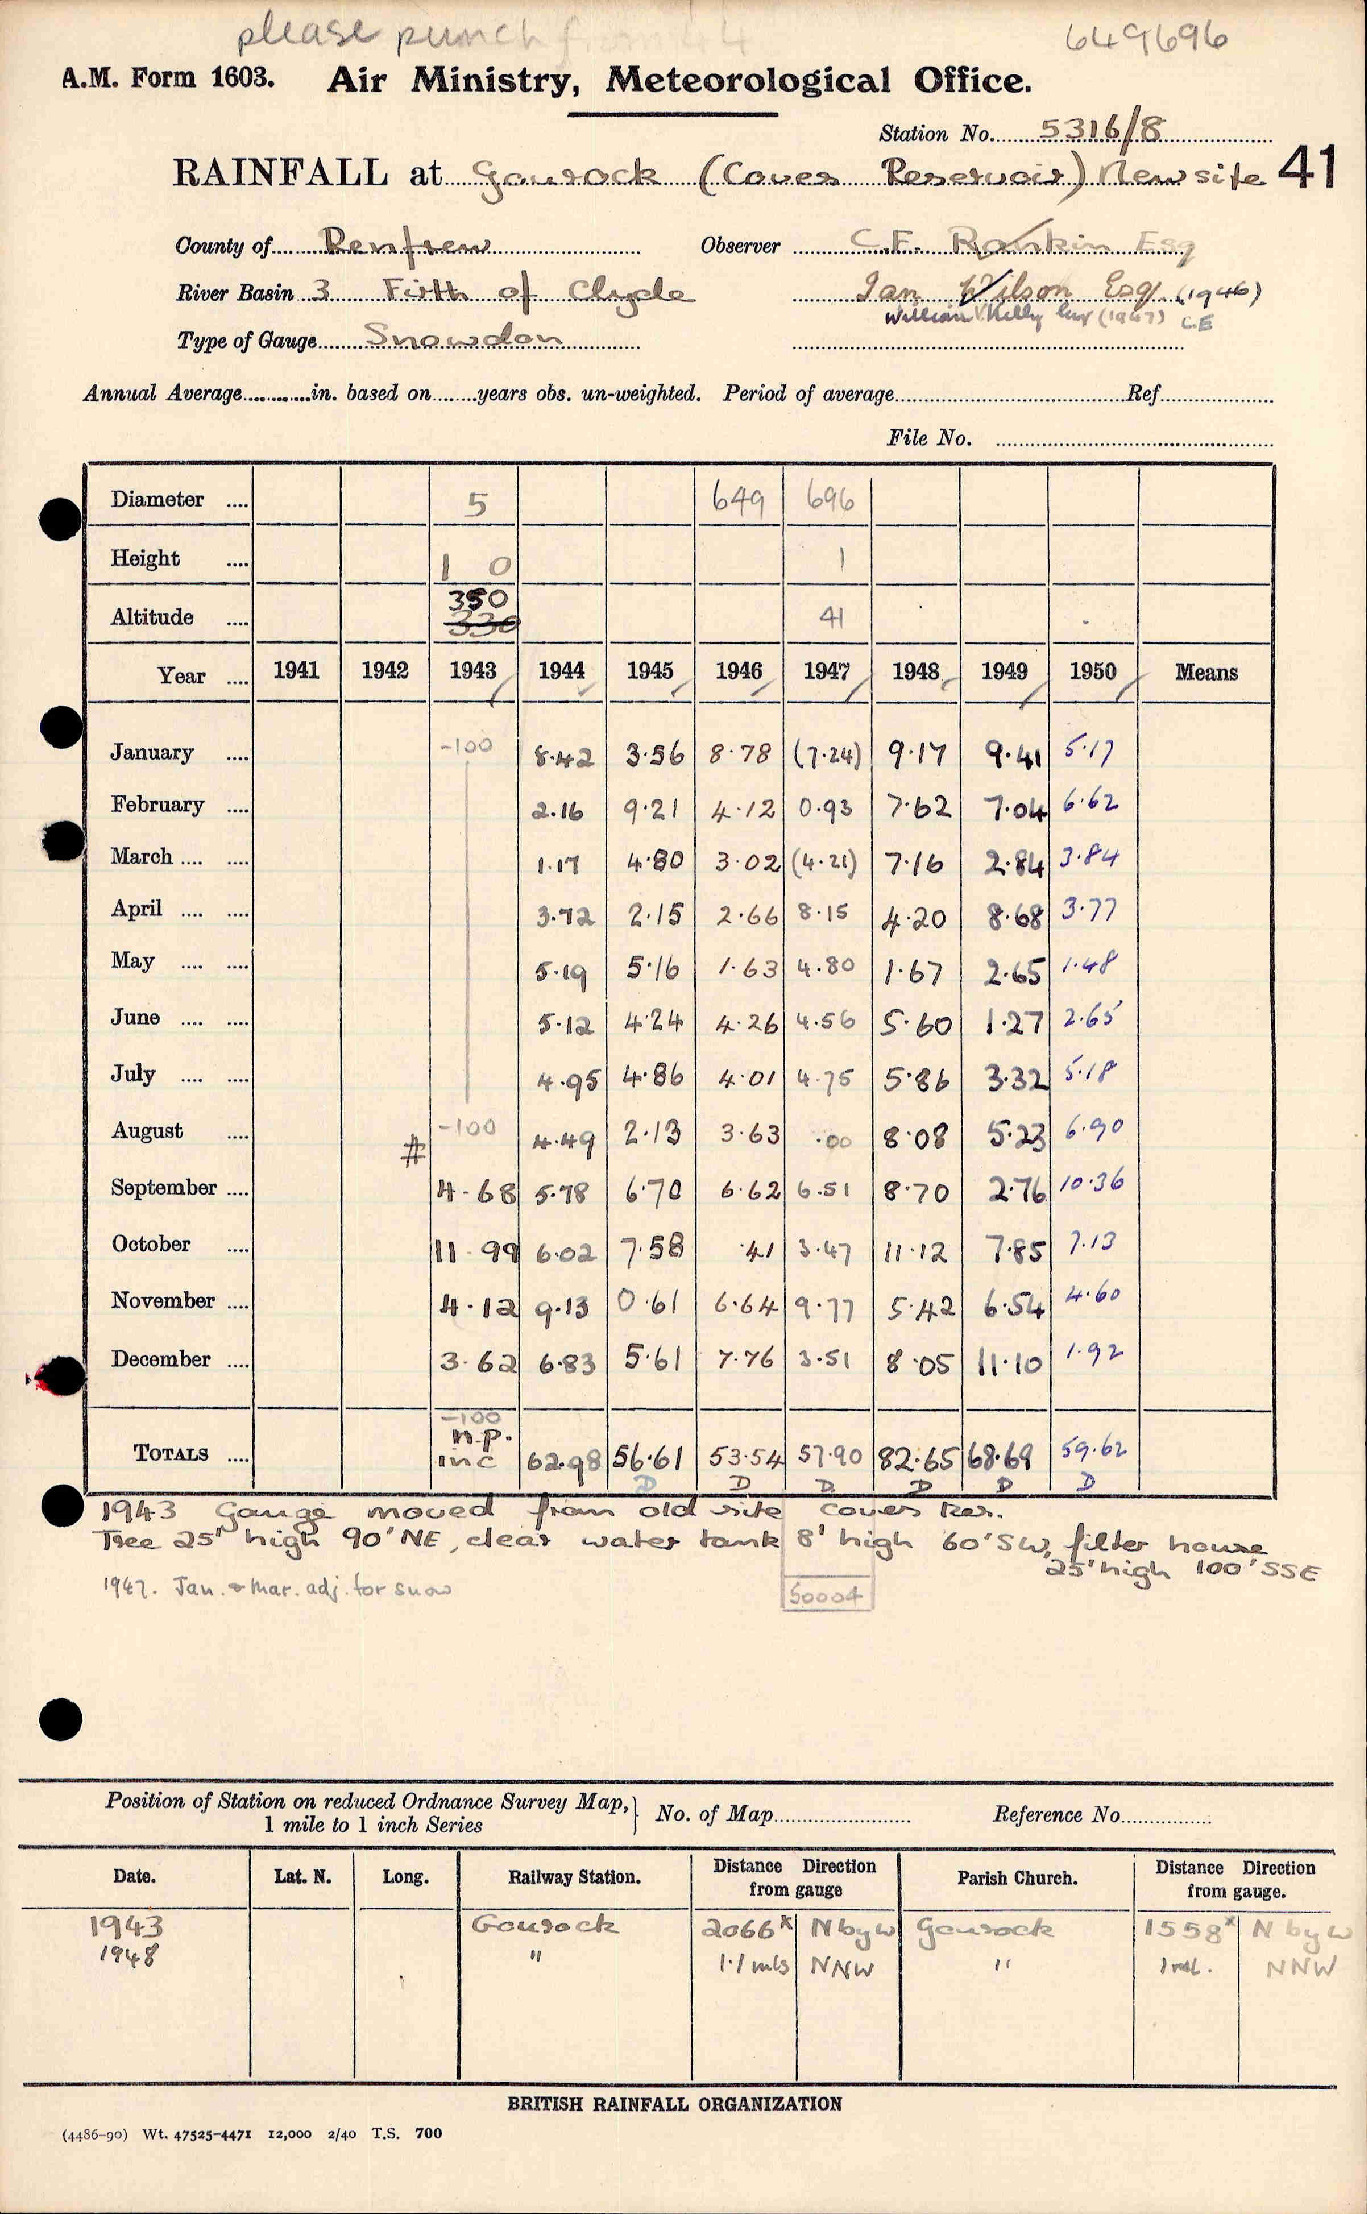 please punch from 44 649696
A.M. Form 1603. Air Ministry, Meteorological Office.
Station No. 5316/8
RAINFALL at Gourock (Coves Reservoir) New site 41
County of Renfrew Observer C.F. Rankin Esq
River Basin 3 Firth of Clyde Ian Wilson Esq. (1946)
William Kelly Esq (1947) C.E
Type of Gauge Snowdon
Annual Average............in. based on........years obs. un-weighted. Period of average........ Ref........
File No. ........
Diameter .... 5 649 696
Height .... 1 0 1
Altitude .... 350 330 41
Year .... 1941 1942 1943 1944 1945 1946 1947 1948 1949 1950 Means
January .... -100 8.42 3.56 8.78 (7.24) 9.17 9.41 5.17
February .... 2.16 9.21 4.12 0.93 7.62 7.04 6.62
March .... .... 1.17 4.80 3.02 (4.21) 7.16 2.84 3.84
April .... .... 3.72 2.15 2.66 8.15 4.20 8.68 3.77
May .... .... 5.19 5.16 1.63 4.80 1.67 2.65 1.48
June .... .... 5.12 4.24 4.26 4.56 5.60 1.27 2.65
July .... .... 4.95 4.86 4.01 4.75 5.86 3.32 5.18
August .... # -100 4.49 2.13 3.63 .00 8.08 5.23 6.90
September .... 4.68 5.78 6.70 6.62 6.51 8.70 2.76 10.36
October .... 11.99 6.02 7.58 .41 3.47 11.12 7.85 7.13
November .... 4.12 9.13 0.61 6.64 9.77 5.42 6.54 4.60
December .... 3.62 6.83 5.61 7.76 3.51 8.05 11.10 1.92
-100
n.p.
TOTALS .... inc 62.98 56.61 53.54 57.90 82.65 68.69 59.62
D D D D D D
1943 Gauge moved from old site Coves Res.
Tree 25' high 90' NE, clear water tank 8' high 60' SW, filter house
25' high 100' SSE
1947. Jan. & Mar. adj. for snow 50004
Position of Station on reduced Ordnance Survey Map, 1 mile to 1 inch Series } No. of Map........ Reference No........
Date. Lat. N. Long. Railway Station. Distance Direction from gauge Parish Church. Distance Direction from gauge.
1943 Gourock 2066x N by W Gourock 1558x N by W
1948 " 1.1 mls NNW " 1 ml. NNW
BRITISH RAINFALL ORGANIZATION
(4486-90) Wt. 47525-4471 12,000 2/40 T.S. 700